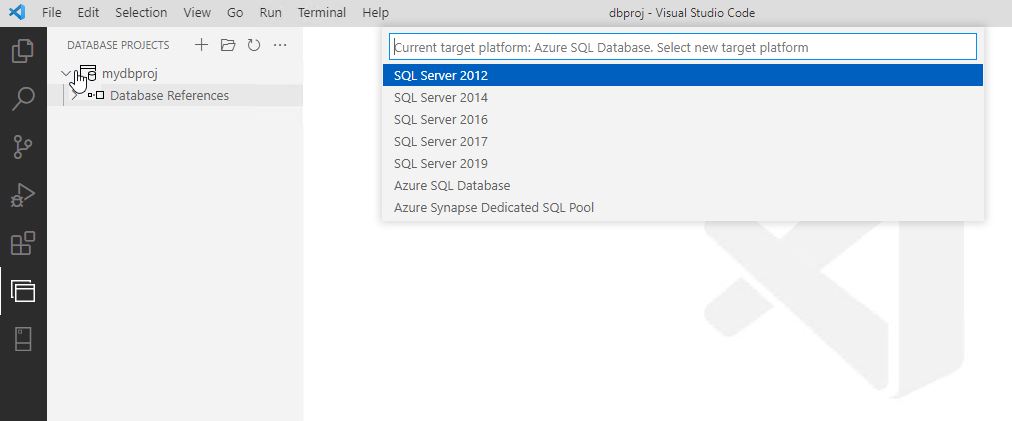 File Edit Selection View Go Run Terminal Help dbproj - Visual Studio Code
DATABASE PROJECTS
mydbproj
Database References
Current target platform: Azure SQL Database. Select new target platform
SQL Server 2012
SQL Server 2014
SQL Server 2016
SQL Server 2017
SQL Server 2019
Azure SQL Database
Azure Synapse Dedicated SQL Pool